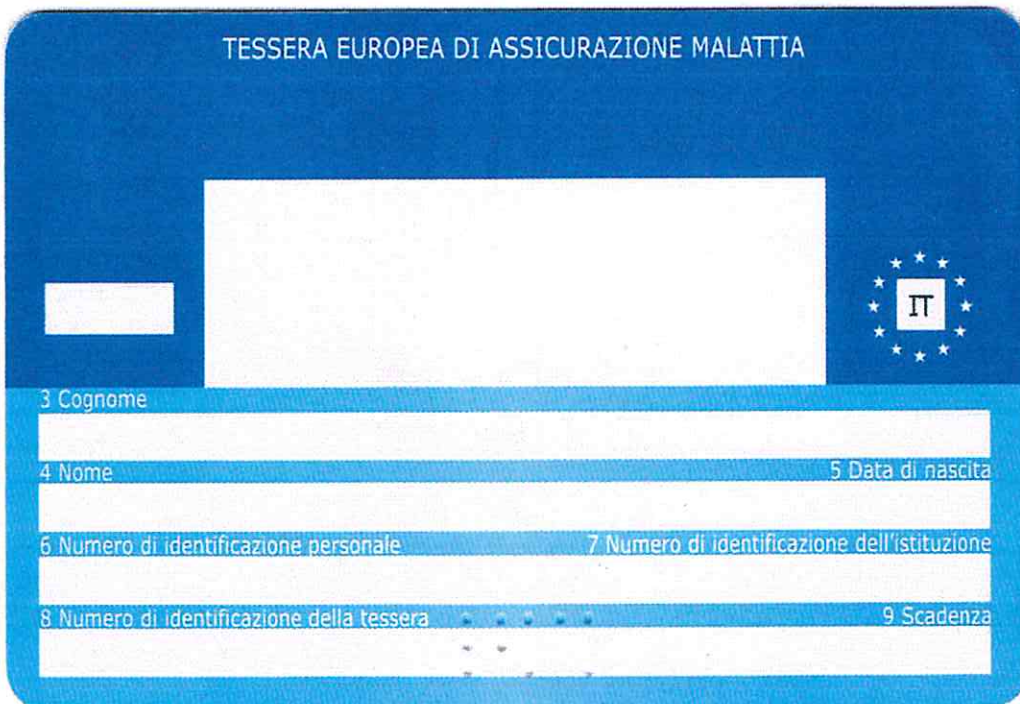 TESSERA EUROPEA DI ASSICURAZIONE MALATTIA
IT
3 Cognome
4 Nome 5 Data di nascita
6 Numero di identificazione personale 7 Numero di identificazione dell'istituzione
8 Numero di identificazione della tessera 9 Scadenza